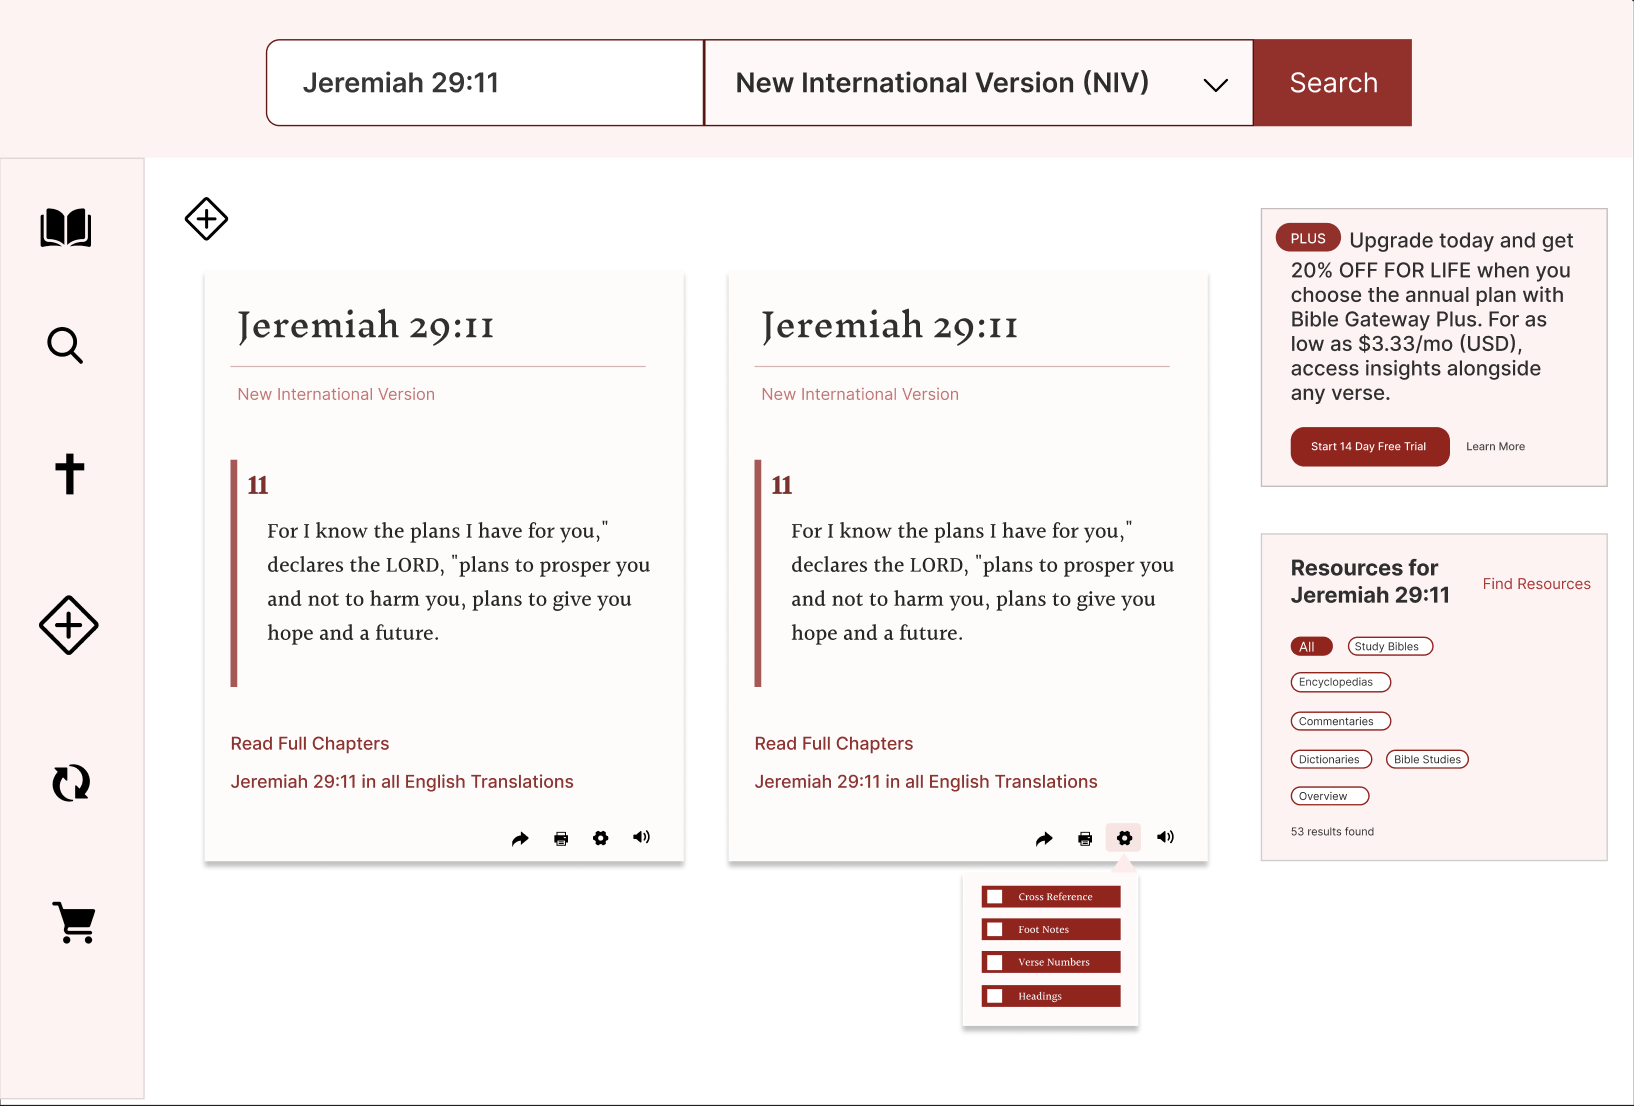 Jeremiah 29:11
New International Version (NIV)
Search
Jeremiah 29:11
New International Version
11
For I know the plans I have for you,"
declares the LORD, "plans to prosper you
and not to harm you, plans to give you
hope and a future.
Read Full Chapters
Jeremiah 29:11 in all English Translations
Jeremiah 29:11
New International Version
11
For I know the plans I have for you,"
declares the LORD, "plans to prosper you
and not to harm you, plans to give you
hope and a future.
Read Full Chapters
Jeremiah 29:11 in all English Translations
Cross Reference
Foot Notes
Verse Numbers
Headings
PLUS Upgrade today and get
20% OFF FOR LIFE when you
choose the annual plan with
Bible Gateway Plus. For as
low as $3.33/mo (USD),
access insights alongside
any verse.
Start 14 Day Free Trial
Learn More
Resources for
Jeremiah 29:11
Find Resources
All
Study Bibles
Encyclopedias
Commentaries
Dictionaries
Bible Studies
Overview
53 results found